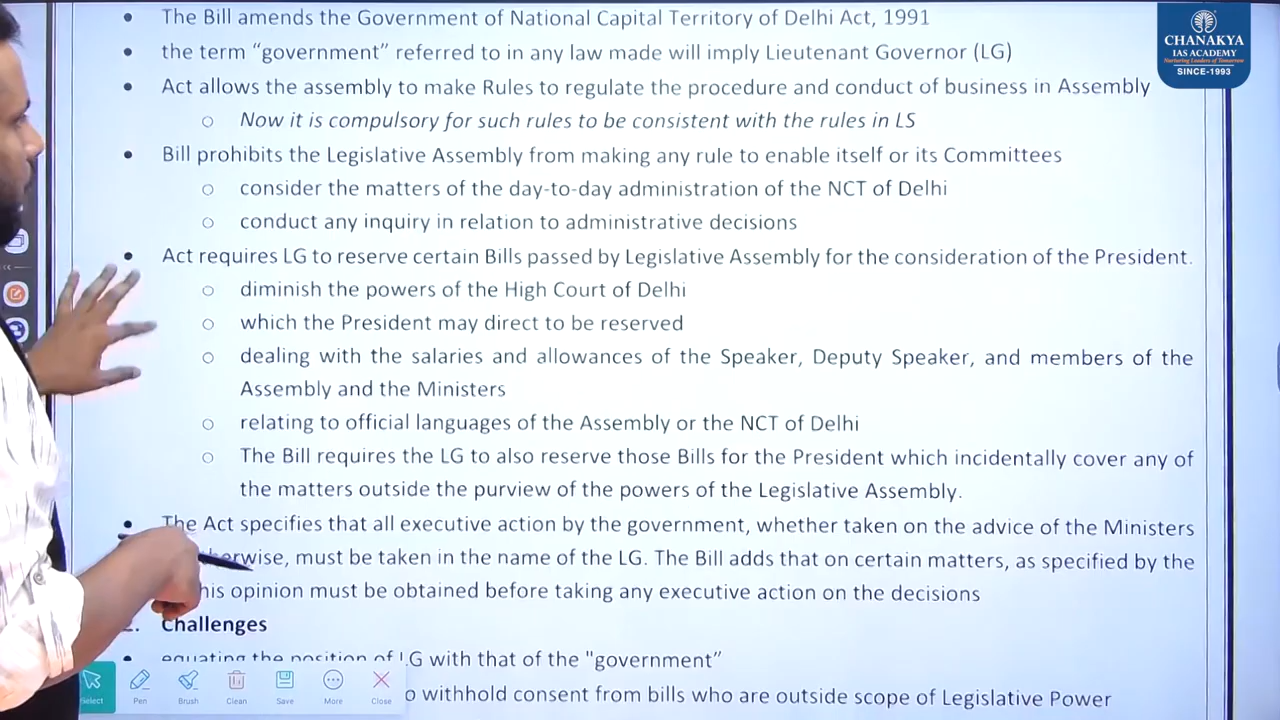 • The Bill amends the Government of National Capital Territory of Delhi Act, 1991
• the term “government” referred to in any law made will imply Lieutenant Governor (LG)
• Act allows the assembly to make Rules to regulate the procedure and conduct of business in Assembly
○ Now it is compulsory for such rules to be consistent with the rules in LS
• Bill prohibits the Legislative Assembly from making any rule to enable itself or its Committees
○ consider the matters of the day-to-day administration of the NCT of Delhi
○ conduct any inquiry in relation to administrative decisions
• Act requires LG to reserve certain Bills passed by Legislative Assembly for the consideration of the President.
○ diminish the powers of the High Court of Delhi
○ which the President may direct to be reserved
○ dealing with the salaries and allowances of the Speaker, Deputy Speaker, and members of the
Assembly and the Ministers
○ relating to official languages of the Assembly or the NCT of Delhi
○ The Bill requires the LG to also reserve those Bills for the President which incidentally cover any of
the matters outside the purview of the powers of the Legislative Assembly.
• The Act specifies that all executive action by the government, whether taken on the advice of the Ministers
must be taken in the name of the LG. The Bill adds that on certain matters, as specified by the
his opinion must be obtained before taking any executive action on the decisions
Challenges
• equating the position of LG with that of the "government”
withhold consent from bills who are outside scope of Legislative Power
Select Pen Brush Clean Save More Close
CHANAKYA
IAS ACADEMY
Nurturing Leaders of Tomorrow
SINCE-1993